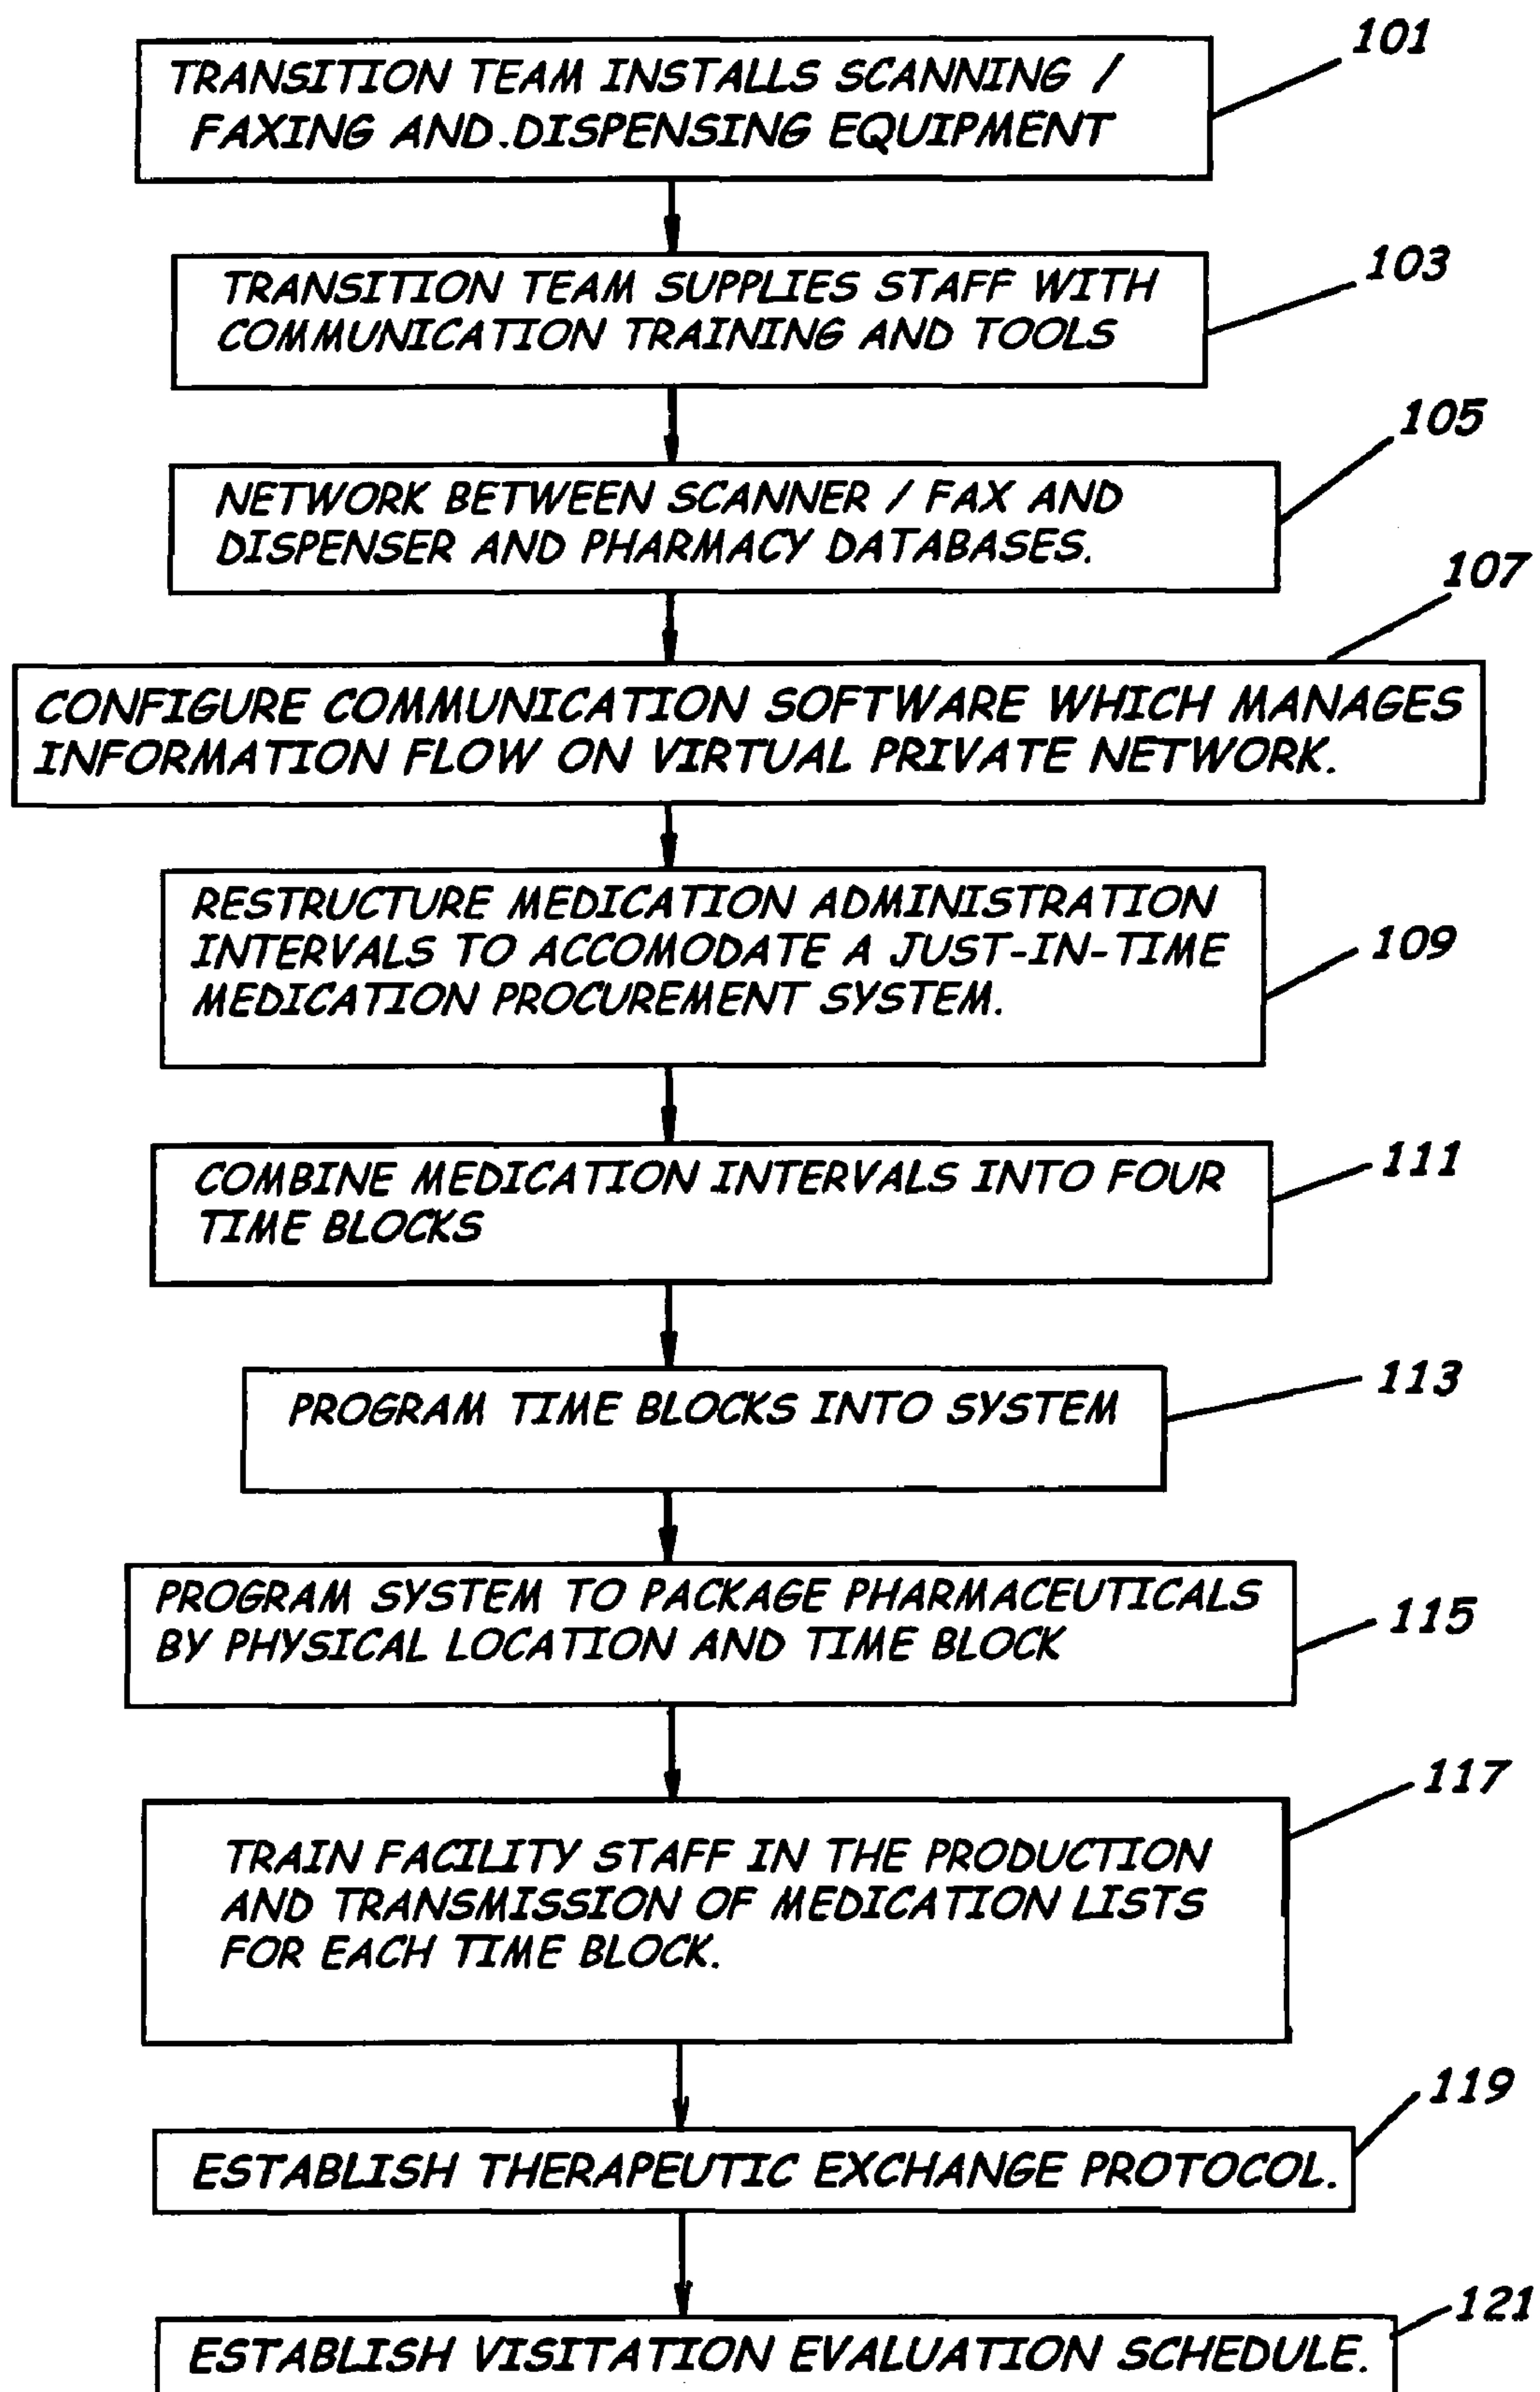 101
TRANSITION TEAM INSTALLS SCANNING /
FAXING AND.DISPENSING EQUIPMENT
103
TRANSITION TEAM SUPPLIES STAFF WITH
COMMUNICATION TRAINING AND TOOLS
105
NETWORK BETWEEN SCANNER / FAX AND
DISPENSER AND PHARMACY DATABASES.
107
CONFIGURE COMMUNICATION SOFTWARE WHICH MANAGES
INFORMATION FLOW ON VIRTUAL PRIVATE NETWORK.
RESTRUCTURE MEDICATION ADMINISTRATION
INTERVALS TO ACCOMODATE A JUST-IN-TIME
MEDICATION PROCUREMENT SYSTEM.
109
COMBINE MEDICATION INTERVALS INTO FOUR
TIME BLOCKS
111
PROGRAM TIME BLOCKS INTO SYSTEM
113
PROGRAM SYSTEM TO PACKAGE PHARMACEUTICALS
BY PHYSICAL LOCATION AND TIME BLOCK
115
117
TRAIN FACILITY STAFF IN THE PRODUCTION
AND TRANSMISSION OF MEDICATION LISTS
FOR EACH TIME BLOCK.
119
ESTABLISH THERAPEUTIC EXCHANGE PROTOCOL.
121
ESTABLISH VISITATION EVALUATION SCHEDULE.